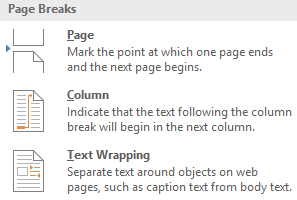 Page Breaks
Page
Mark the point at which one page ends
and the next page begins.
Column
Indicate that the text following the column
break will begin in the next column.
Text Wrapping
Separate text around objects on web
pages, such as caption text from body text.